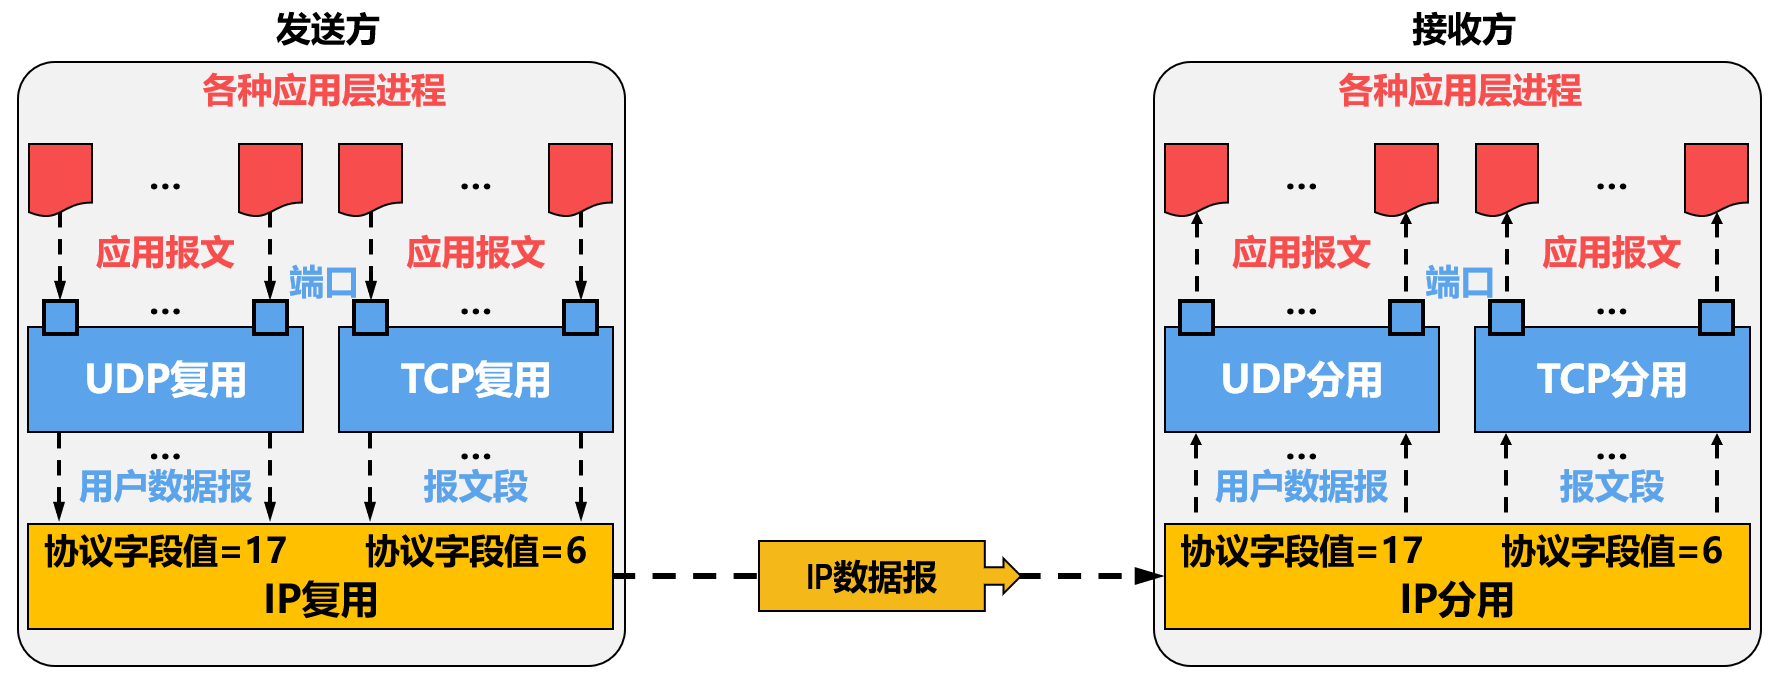 发送方
各种应用层进程
... ...
应用报文 应用报文
端口
... ...
UDP复用 TCP复用
... ...
用户数据报 报文段
协议字段值=17 协议字段值=6
IP复用
IP数据报
接收方
各种应用层进程
... ...
应用报文 应用报文
端口
... ...
UDP分用 TCP分用
... ...
用户数据报 报文段
协议字段值=17 协议字段值=6
IP分用